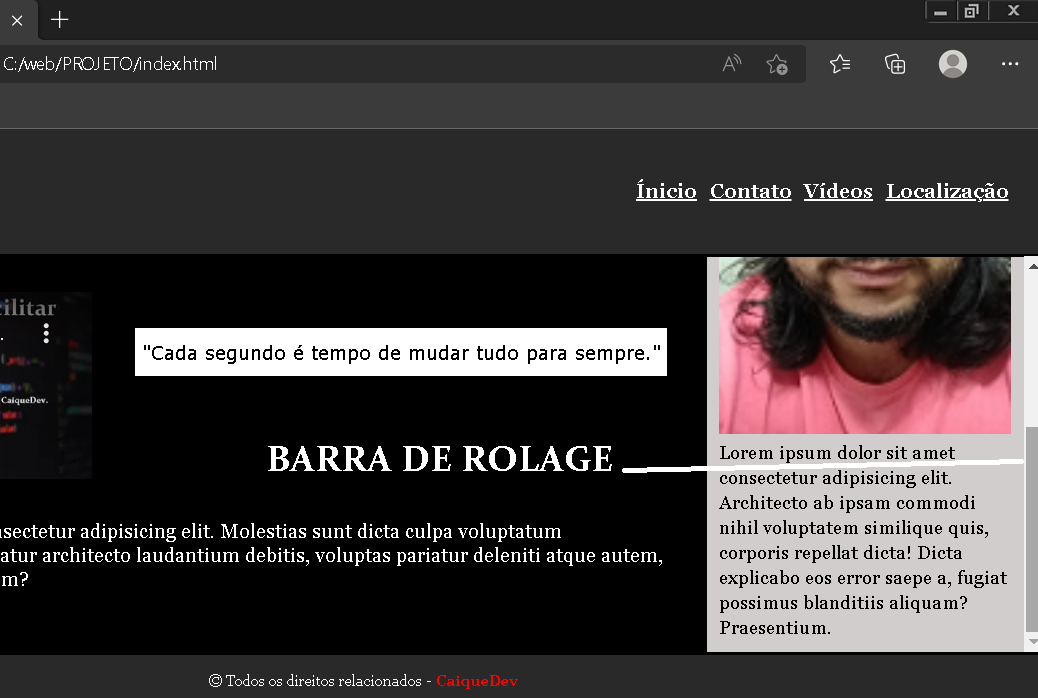 C:/web/PROJETO/index.html
Ínicio Contato Vídeos Localização
cilitar
CaiqueDev.
"Cada segundo é tempo de mudar tudo para sempre."
BARRA DE ROLAGE
nsectetur adipisicing elit. Molestias sunt dicta culpa voluptatum
atur architecto laudantium debitis, voluptas pariatur deleniti atque autem,
m?
Lorem ipsum dolor sit amet
consectetur adipisicing elit.
Architecto ab ipsam commodi
nihil voluptatem similique quis,
corporis repellat dicta! Dicta
explicabo eos error saepe a, fugiat
possimus blanditiis aliquam?
Praesentium.
© Todos os direitos relacionados - CaiqueDev